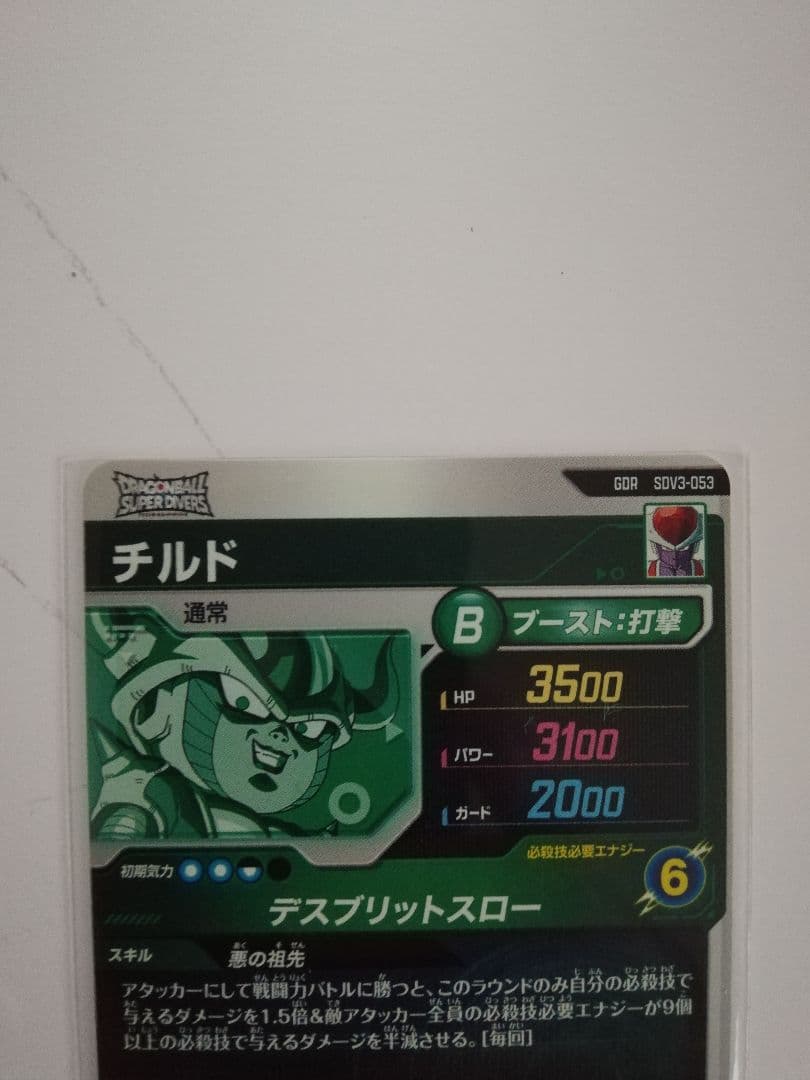 DRAGONBALL
SUPER DIVERS
GDR SDV3-053
チルド
通常
B ブースト:打撃
HP 3500
パワー 3100
ガード 2000
初期気力
必殺技必要エナジー
6
デスブリットスロー
スキル 悪の祖先
アタッカーにして戦闘力バトルに勝つと、このラウンドのみ自分の必殺技で
与えるダメージを1.5倍&敵アタッカー全員の必殺技必要エナジーが9個
以上の必殺技で与えるダメージを半減させる。[毎回]